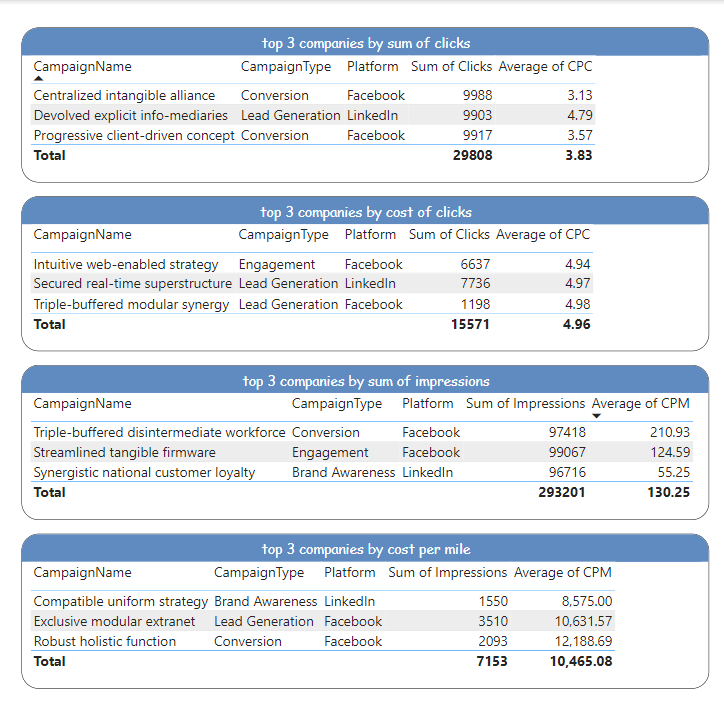 top 3 companies by sum of clicks
CampaignName CampaignType Platform Sum of Clicks Average of CPC
Centralized intangible alliance Conversion Facebook 9988 3.13
Devolved explicit info-mediaries Lead Generation LinkedIn 9903 4.79
Progressive client-driven concept Conversion Facebook 9917 3.57
Total 29808 3.83
top 3 companies by cost of clicks
CampaignName CampaignType Platform Sum of Clicks Average of CPC
Intuitive web-enabled strategy Engagement Facebook 6637 4.94
Secured real-time superstructure Lead Generation LinkedIn 7736 4.97
Triple-buffered modular synergy Lead Generation Facebook 1198 4.98
Total 15571 4.96
top 3 companies by sum of impressions
CampaignName CampaignType Platform Sum of Impressions Average of CPM
Triple-buffered disintermediate workforce Conversion Facebook 97418 210.93
Streamlined tangible firmware Engagement Facebook 99067 124.59
Synergistic national customer loyalty Brand Awareness LinkedIn 96716 55.25
Total 293201 130.25
top 3 companies by cost per mile
CampaignName CampaignType Platform Sum of Impressions Average of CPM
Compatible uniform strategy Brand Awareness LinkedIn 1550 8,575.00
Exclusive modular extranet Lead Generation Facebook 3510 10,631.57
Robust holistic function Conversion Facebook 2093 12,188.69
Total 7153 10,465.08